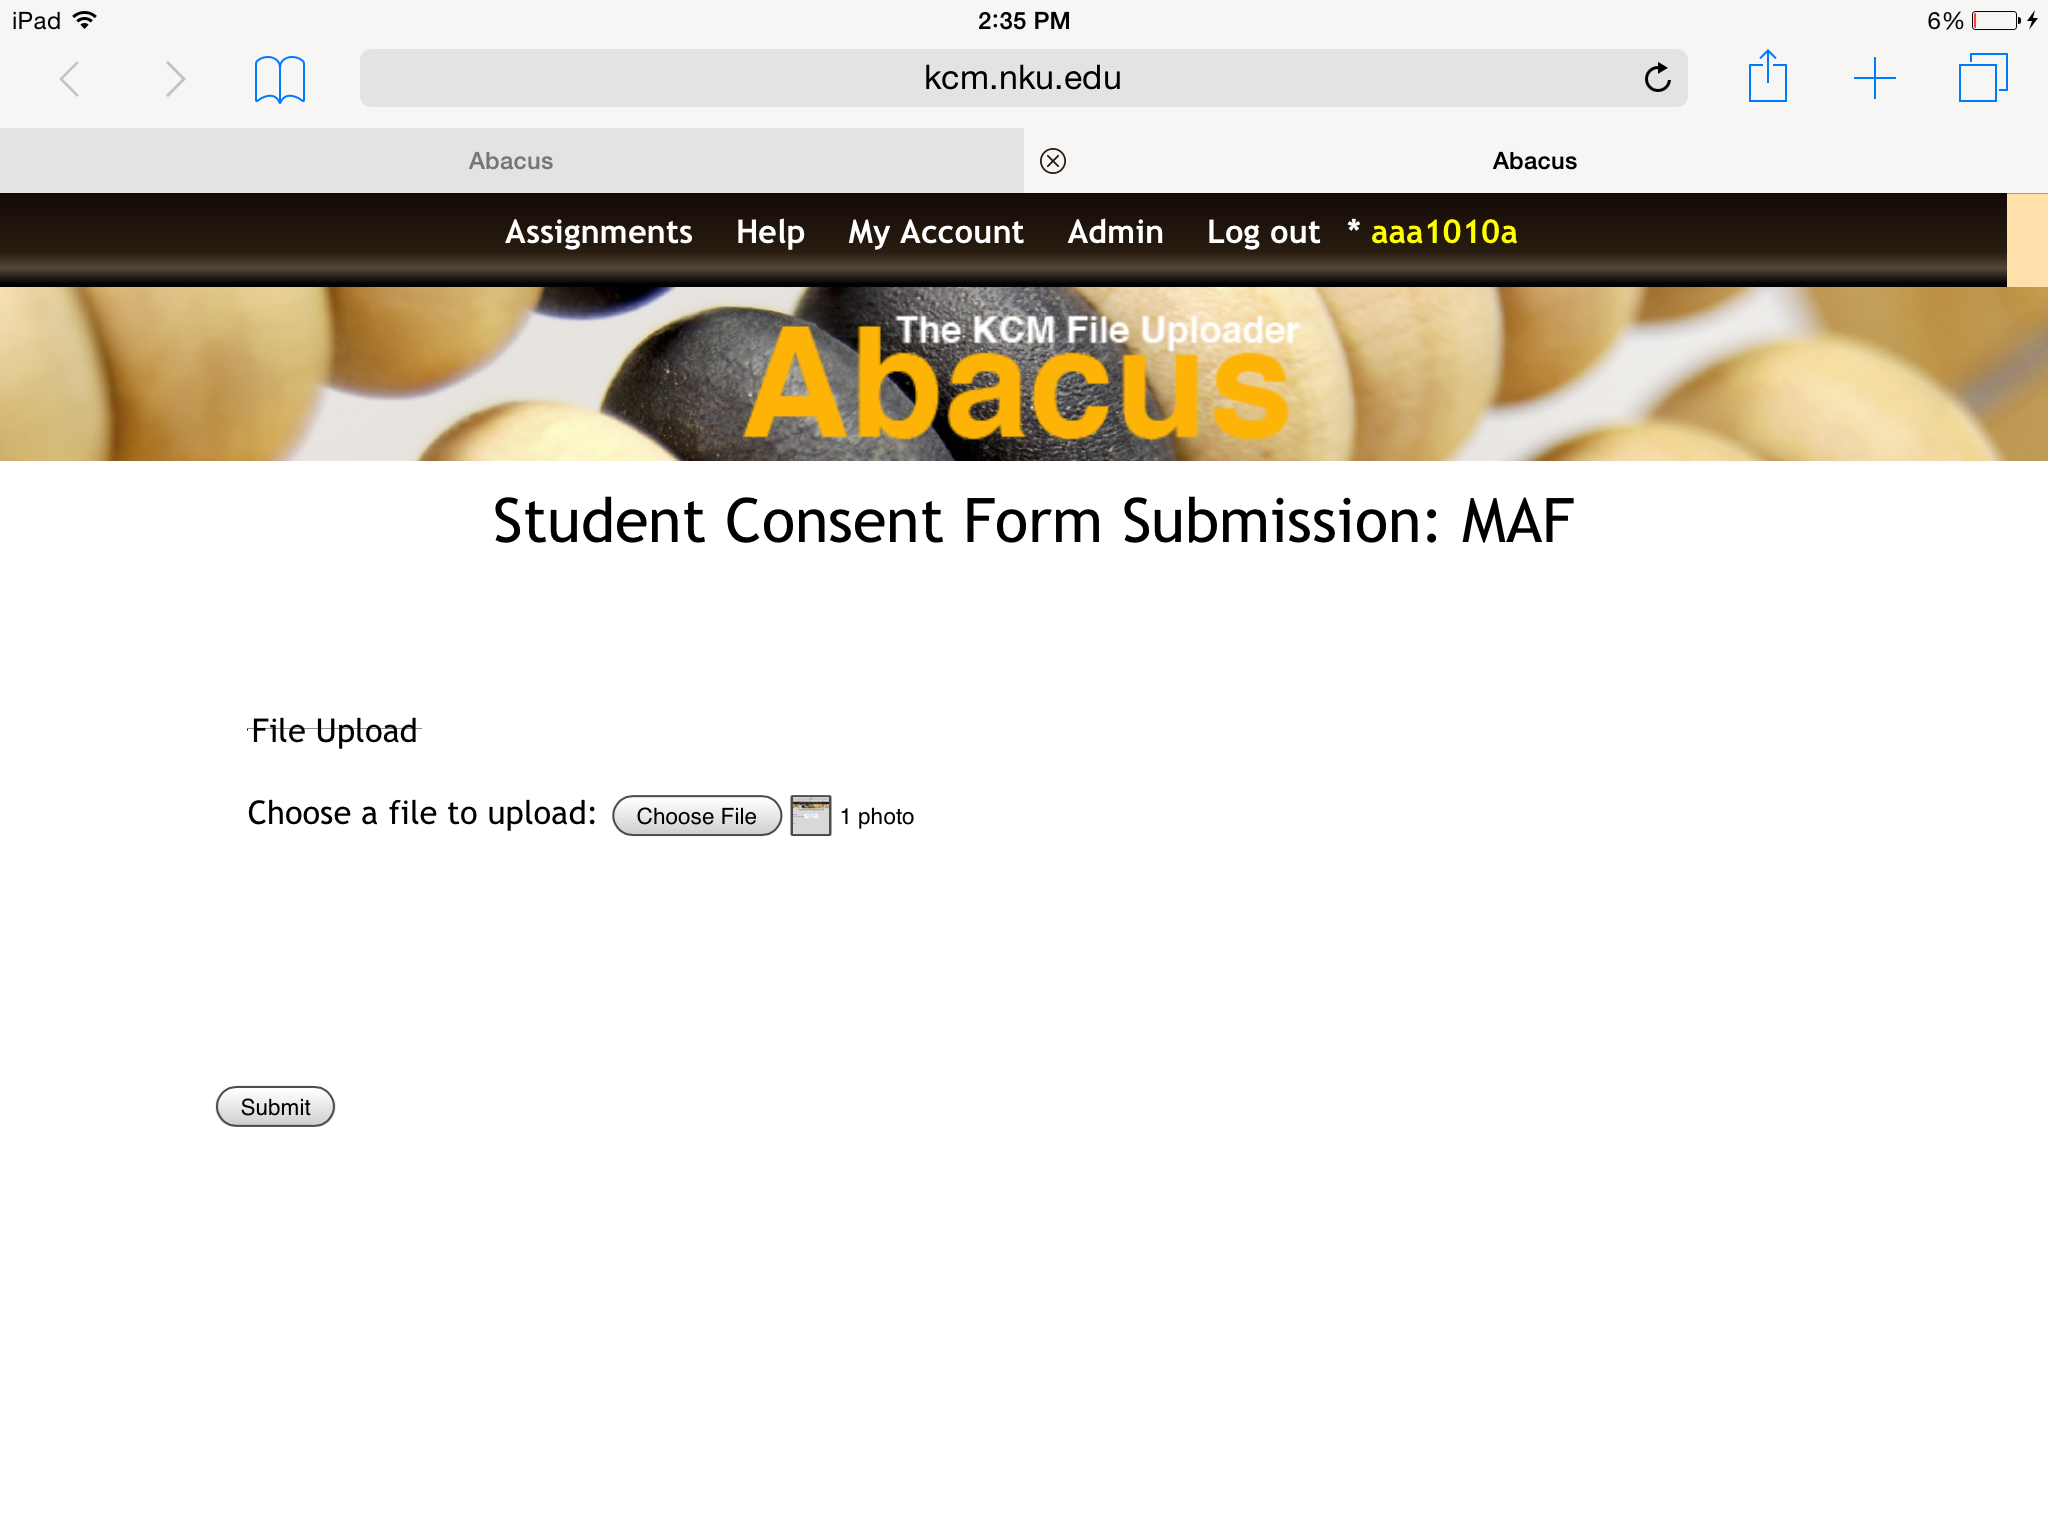 iPad 2:35 PM 6%
kcm.nku.edu
Abacus Abacus
Assignments Help My Account Admin Log out * aaa1010a
The KCM File Uploader
Abacus
Student Consent Form Submission: MAF
File Upload
Choose a file to upload: Choose File 1 photo
Submit